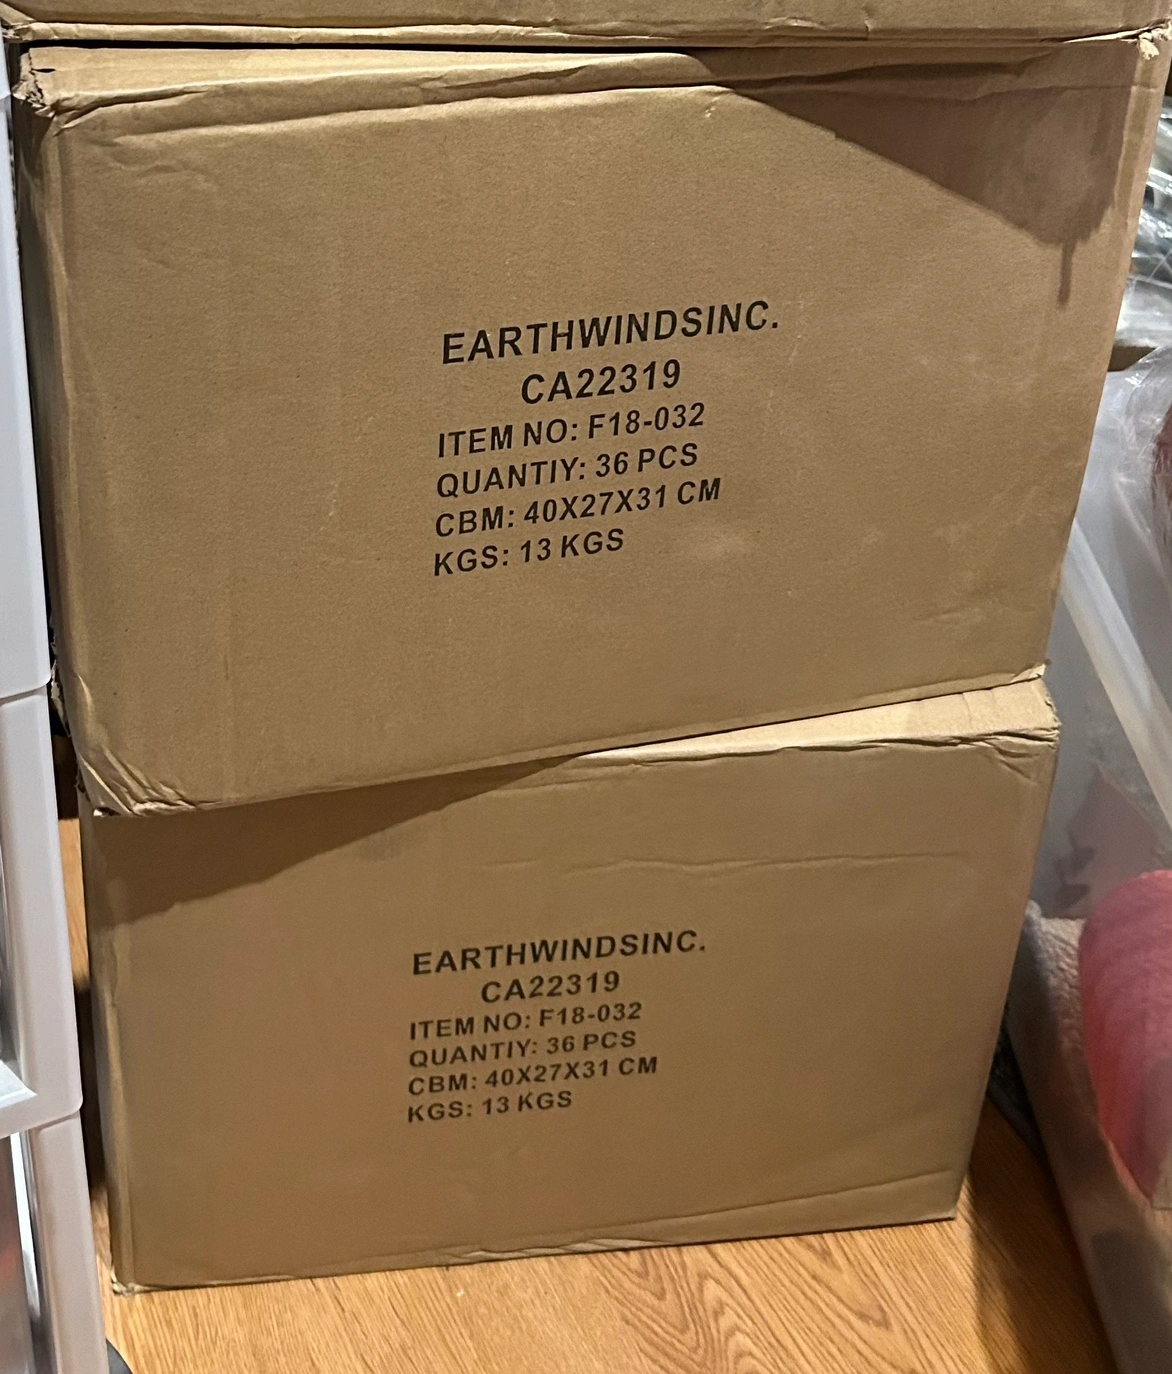 EARTHWINDSINC.
CA22319
ITEM NO: F18-032
QUANTIY: 36 PCS
CBM: 40X27X31 CM
KGS: 13 KGS
EARTHWINDSINC.
CA22319
ITEM NO: F18-032
QUANTIY: 36 PCS
CBM: 40X27X31 CM
KGS: 13 KGS